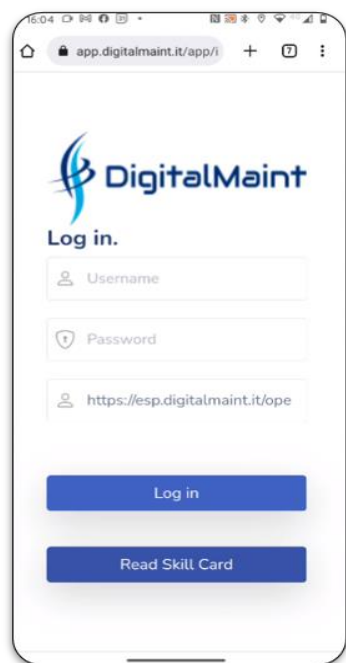 16:04
app.digitalmaint.it/app/i
7
DigitalMaint
Log in.
Username
Password
https://esp.digitalmaint.it/ope
Log in
Read Skill Card